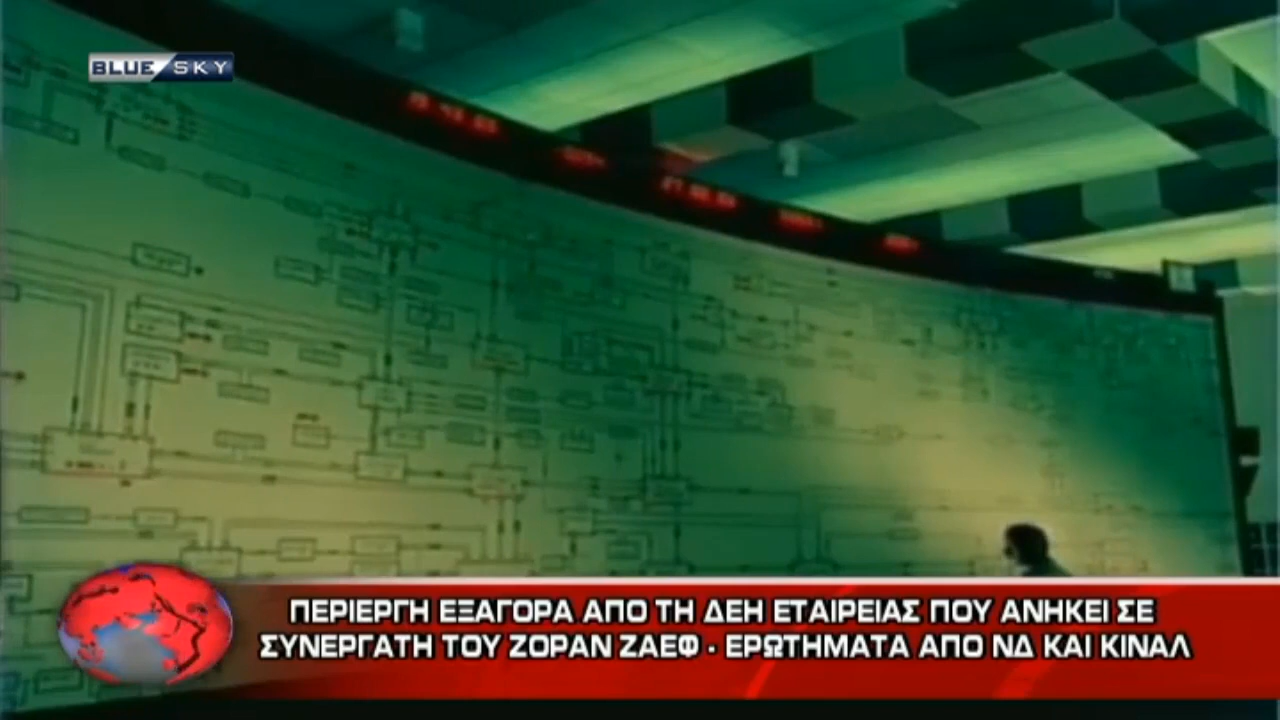 BLUE SKY
ΠΕΡΙΕΡΓΗ ΕΞΑΓΟΡΑ ΑΠΟ ΤΗ ΔΕΗ ΕΤΑΙΡΕΙΑΣ ΠΟΥ ΑΝΗΚΕΙ ΣΕ
ΣΥΝΕΡΓΑΤΗ ΤΟΥ ΖΟΡΑΝ ΖΑΕΦ - ΕΡΩΤΗΜΑΤΑ ΑΠΟ ΝΔ ΚΑΙ ΚΙΝΑΛ